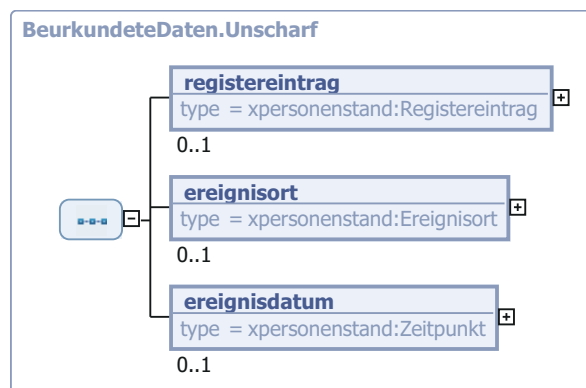 BeurkundeteDaten.Unscharf
registereintrag
type = xpersonenstand:Registereintrag
0..1
ereignisort
type = xpersonenstand:Ereignisort
0..1
ereignisdatum
type = xpersonenstand:Zeitpunkt
0..1